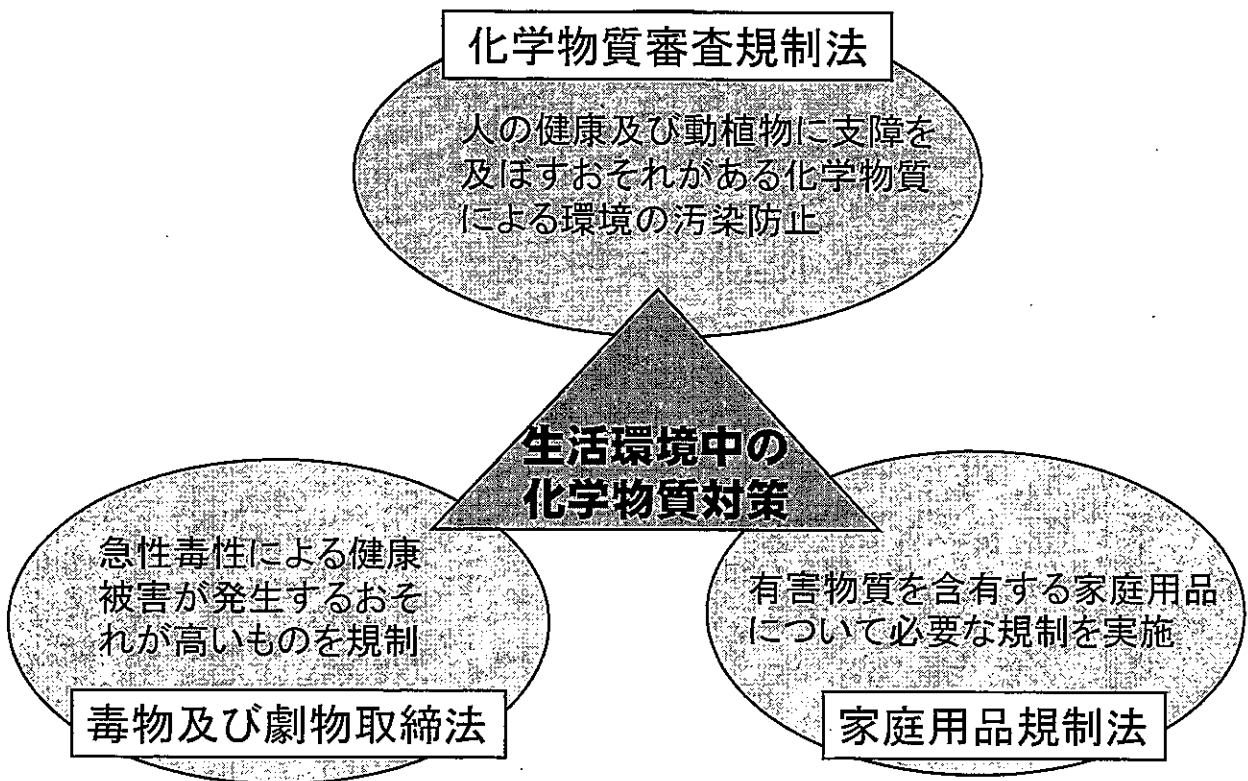 化学物質審査規制法
人の健康及び動植物に支障を
及ぼすおそれがある化学物質
による環境の汚染防止
生活環境中の
化学物質対策
急性毒性による健康
被害が発生するおそ
れが高いものを規制
毒物及び劇物取締法
有害物質を含有する家庭用品
について必要な規制を実施
家庭用品規制法